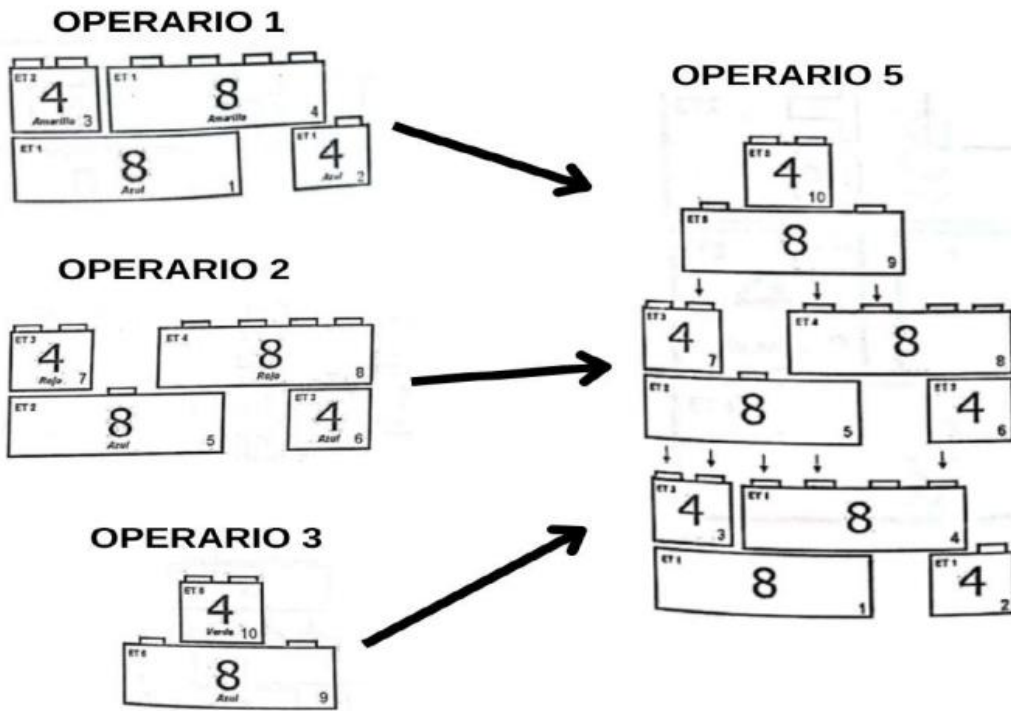 OPERARIO 1
ET 2
4
Amarillo 3
ET 1
8
Amarillo
4
ET 1
8
Azul
1
ET 1
4
Azul 2
OPERARIO 2
ET 3
4
Rojo 7
ET 4
8
Rojo
8
ET 2
8
Azul
5
ET 3
4
Azul 6
OPERARIO 3
ET 5
4
Verde 10
8
Azul
9
OPERARIO 5
ET 5
4
10
ET 5
8
9
ET 3
4
7
ET 4
8
8
ET 2
8
5
4
6
ET 2
4
3
ET 1
8
4
ET 1
8
1
ET 1
4
2